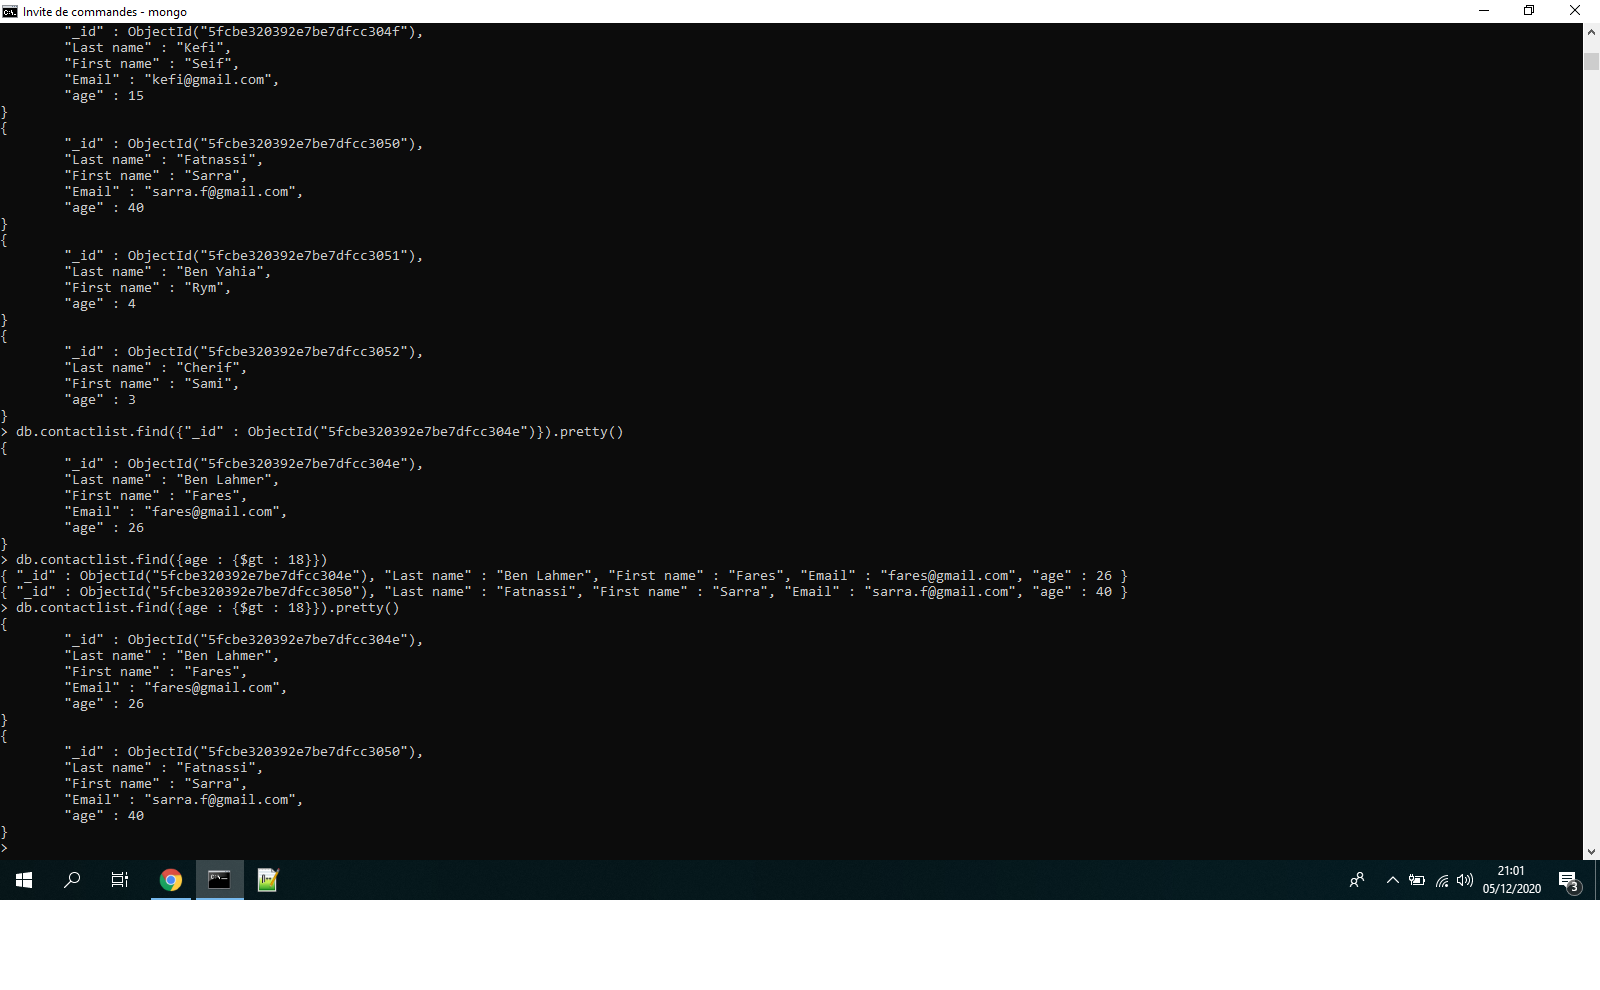 Invite de commandes - mongo
"_id" : ObjectId("5fcbe320392e7be7dfcc304f"),
"Last name" : "Kefi",
"First name" : "Seif",
"Email" : "kefi@gmail.com",
"age" : 15
}
{
"_id" : ObjectId("5fcbe320392e7be7dfcc3050"),
"Last name" : "Fatnassi",
"First name" : "Sarra",
"Email" : "sarra.f@gmail.com",
"age" : 40
}
{
"_id" : ObjectId("5fcbe320392e7be7dfcc3051"),
"Last name" : "Ben Yahia",
"First name" : "Rym",
"age" : 4
}
{
"_id" : ObjectId("5fcbe320392e7be7dfcc3052"),
"Last name" : "Cherif",
"First name" : "Sami",
"age" : 3
}
> db.contactlist.find({"_id" : ObjectId("5fcbe320392e7be7dfcc304e")}).pretty()
{
"_id" : ObjectId("5fcbe320392e7be7dfcc304e"),
"Last name" : "Ben Lahmer",
"First name" : "Fares",
"Email" : "fares@gmail.com",
"age" : 26
}
> db.contactlist.find({age : {$gt : 18}})
{ "_id" : ObjectId("5fcbe320392e7be7dfcc304e"), "Last name" : "Ben Lahmer", "First name" : "Fares", "Email" : "fares@gmail.com", "age" : 26 }
{ "_id" : ObjectId("5fcbe320392e7be7dfcc3050"), "Last name" : "Fatnassi", "First name" : "Sarra", "Email" : "sarra.f@gmail.com", "age" : 40 }
> db.contactlist.find({age : {$gt : 18}}).pretty()
{
"_id" : ObjectId("5fcbe320392e7be7dfcc304e"),
"Last name" : "Ben Lahmer",
"First name" : "Fares",
"Email" : "fares@gmail.com",
"age" : 26
}
{
"_id" : ObjectId("5fcbe320392e7be7dfcc3050"),
"Last name" : "Fatnassi",
"First name" : "Sarra",
"Email" : "sarra.f@gmail.com",
"age" : 40
}
>
21:01
05/12/2020
3